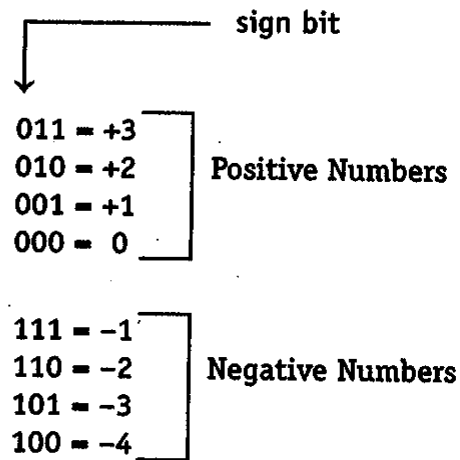 sign bit
011 = +3
010 = +2
001 = +1
000 = 0
Positive Numbers
111 = -1
110 = -2
101 = -3
100 = -4
Negative Numbers